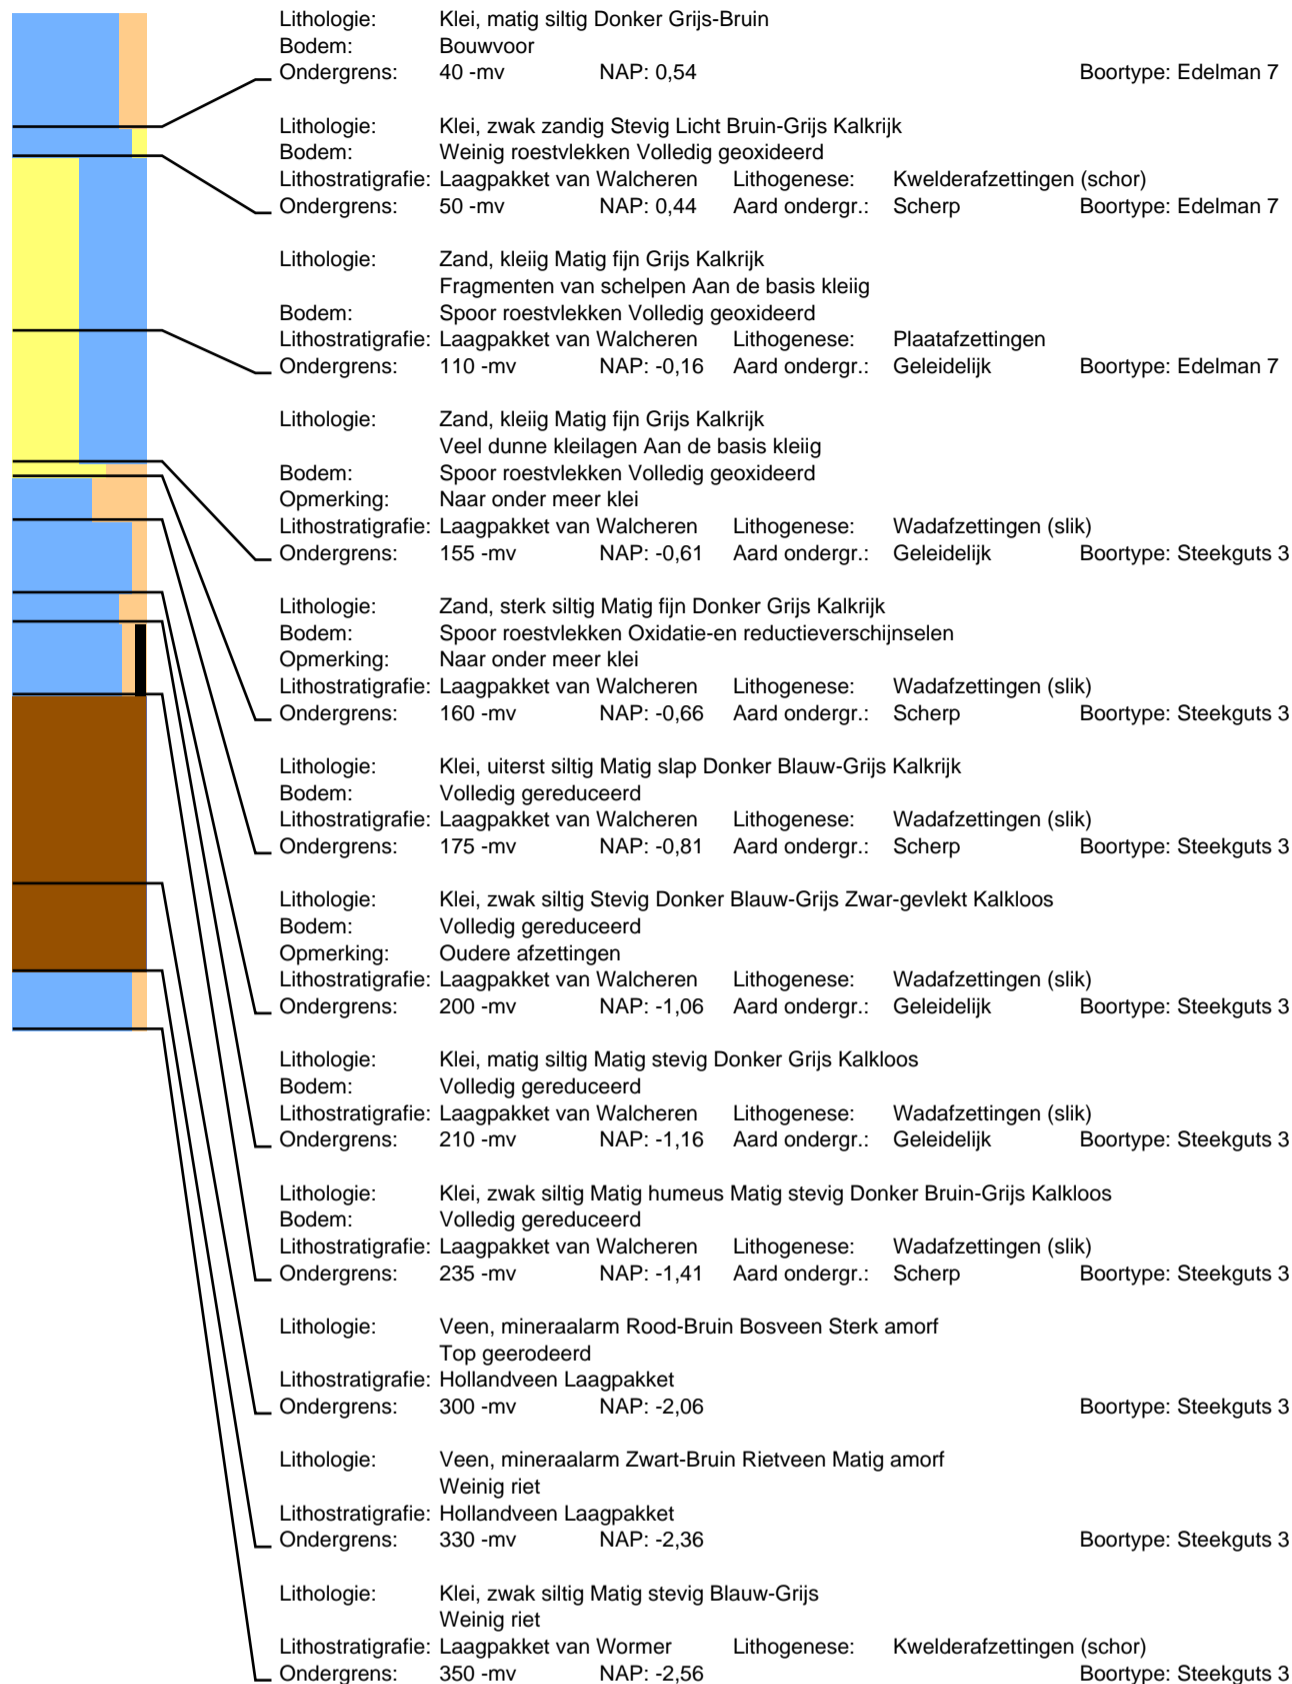 Lithologie: Klei, matig siltig Donker Grijs-Bruin
Bodem: Bouwvoor
Ondergrens: 40 -mv NAP: 0,54 Boortype: Edelman 7
Lithologie: Klei, zwak zandig Stevig Licht Bruin-Grijs Kalkrijk
Bodem: Weinig roestvlekken Volledig geoxideerd
Lithostratigrafie: Laagpakket van Walcheren Lithogenese: Kwelderafzettingen (schor)
Ondergrens: 50 -mv NAP: 0,44 Aard ondergr.: Scherp Boortype: Edelman 7
Lithologie: Zand, kleiig Matig fijn Grijs Kalkrijk
Fragmenten van schelpen Aan de basis kleiig
Bodem: Spoor roestvlekken Volledig geoxideerd
Lithostratigrafie: Laagpakket van Walcheren Lithogenese: Plaatafzettingen
Ondergrens: 110 -mv NAP: -0,16 Aard ondergr.: Geleidelijk Boortype: Edelman 7
Lithologie: Zand, kleiig Matig fijn Grijs Kalkrijk
Veel dunne kleilagen Aan de basis kleiig
Bodem: Spoor roestvlekken Volledig geoxideerd
Opmerking: Naar onder meer klei
Lithostratigrafie: Laagpakket van Walcheren Lithogenese: Wadafzettingen (slik)
Ondergrens: 155 -mv NAP: -0,61 Aard ondergr.: Geleidelijk Boortype: Steekguts 3
Lithologie: Zand, sterk siltig Matig fijn Donker Grijs Kalkrijk
Bodem: Spoor roestvlekken Oxidatie-en reductieverschijnselen
Opmerking: Naar onder meer klei
Lithostratigrafie: Laagpakket van Walcheren Lithogenese: Wadafzettingen (slik)
Ondergrens: 160 -mv NAP: -0,66 Aard ondergr.: Scherp Boortype: Steekguts 3
Lithologie: Klei, uiterst siltig Matig slap Donker Blauw-Grijs Kalkrijk
Bodem: Volledig gereduceerd
Lithostratigrafie: Laagpakket van Walcheren Lithogenese: Wadafzettingen (slik)
Ondergrens: 175 -mv NAP: -0,81 Aard ondergr.: Scherp Boortype: Steekguts 3
Lithologie: Klei, zwak siltig Stevig Donker Blauw-Grijs Zwar-gevlekt Kalkloos
Bodem: Volledig gereduceerd
Opmerking: Oudere afzettingen
Lithostratigrafie: Laagpakket van Walcheren Lithogenese: Wadafzettingen (slik)
Ondergrens: 200 -mv NAP: -1,06 Aard ondergr.: Geleidelijk Boortype: Steekguts 3
Lithologie: Klei, matig siltig Matig stevig Donker Grijs Kalkloos
Bodem: Volledig gereduceerd
Lithostratigrafie: Laagpakket van Walcheren Lithogenese: Wadafzettingen (slik)
Ondergrens: 210 -mv NAP: -1,16 Aard ondergr.: Geleidelijk Boortype: Steekguts 3
Lithologie: Klei, zwak siltig Matig humeus Matig stevig Donker Bruin-Grijs Kalkloos
Bodem: Volledig gereduceerd
Lithostratigrafie: Laagpakket van Walcheren Lithogenese: Wadafzettingen (slik)
Ondergrens: 235 -mv NAP: -1,41 Aard ondergr.: Scherp Boortype: Steekguts 3
Lithologie: Veen, mineraalarm Rood-Bruin Bosveen Sterk amorf
Top geerodeerd
Lithostratigrafie: Hollandveen Laagpakket
Ondergrens: 300 -mv NAP: -2,06 Boortype: Steekguts 3
Lithologie: Veen, mineraalarm Zwart-Bruin Rietveen Matig amorf
Weinig riet
Lithostratigrafie: Hollandveen Laagpakket
Ondergrens: 330 -mv NAP: -2,36 Boortype: Steekguts 3
Lithologie: Klei, zwak siltig Matig stevig Blauw-Grijs
Weinig riet
Lithostratigrafie: Laagpakket van Wormer Lithogenese: Kwelderafzettingen (schor)
Ondergrens: 350 -mv NAP: -2,56 Boortype: Steekguts 3